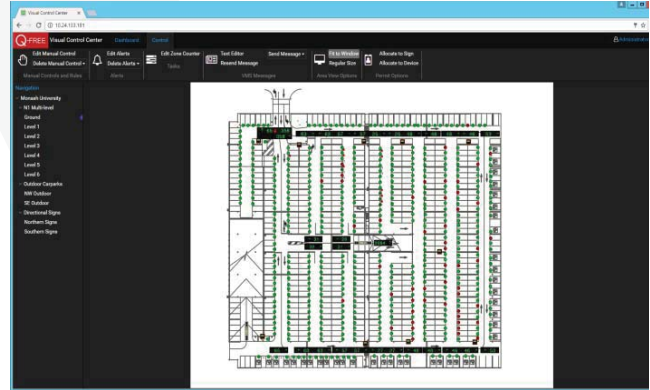 Visual Control Center
10.24.133.181
Q-FREE Visual Control Center Dashboard Control
Administrator
Edit Manual Control
Delete Manual Control
Manual Controls and Rules
Edit Alerts
Delete Alerts
Alerts
Edit Zone Counter
Tasks
Text Editor
Resend Message
Send Message
VMS Messages
Fit to Window
Regular Size
Area View Options
Allocate to Sign
Allocate to Device
Permit Options
Navigation
Monash University
N1 Multi-level
Ground
Level 1
Level 2
Level 3
Level 4
Level 5
Level 6
Outdoor Carparks
NW Outdoor
SE Outdoor
Directional Signs
Northern Signs
Southern Signs